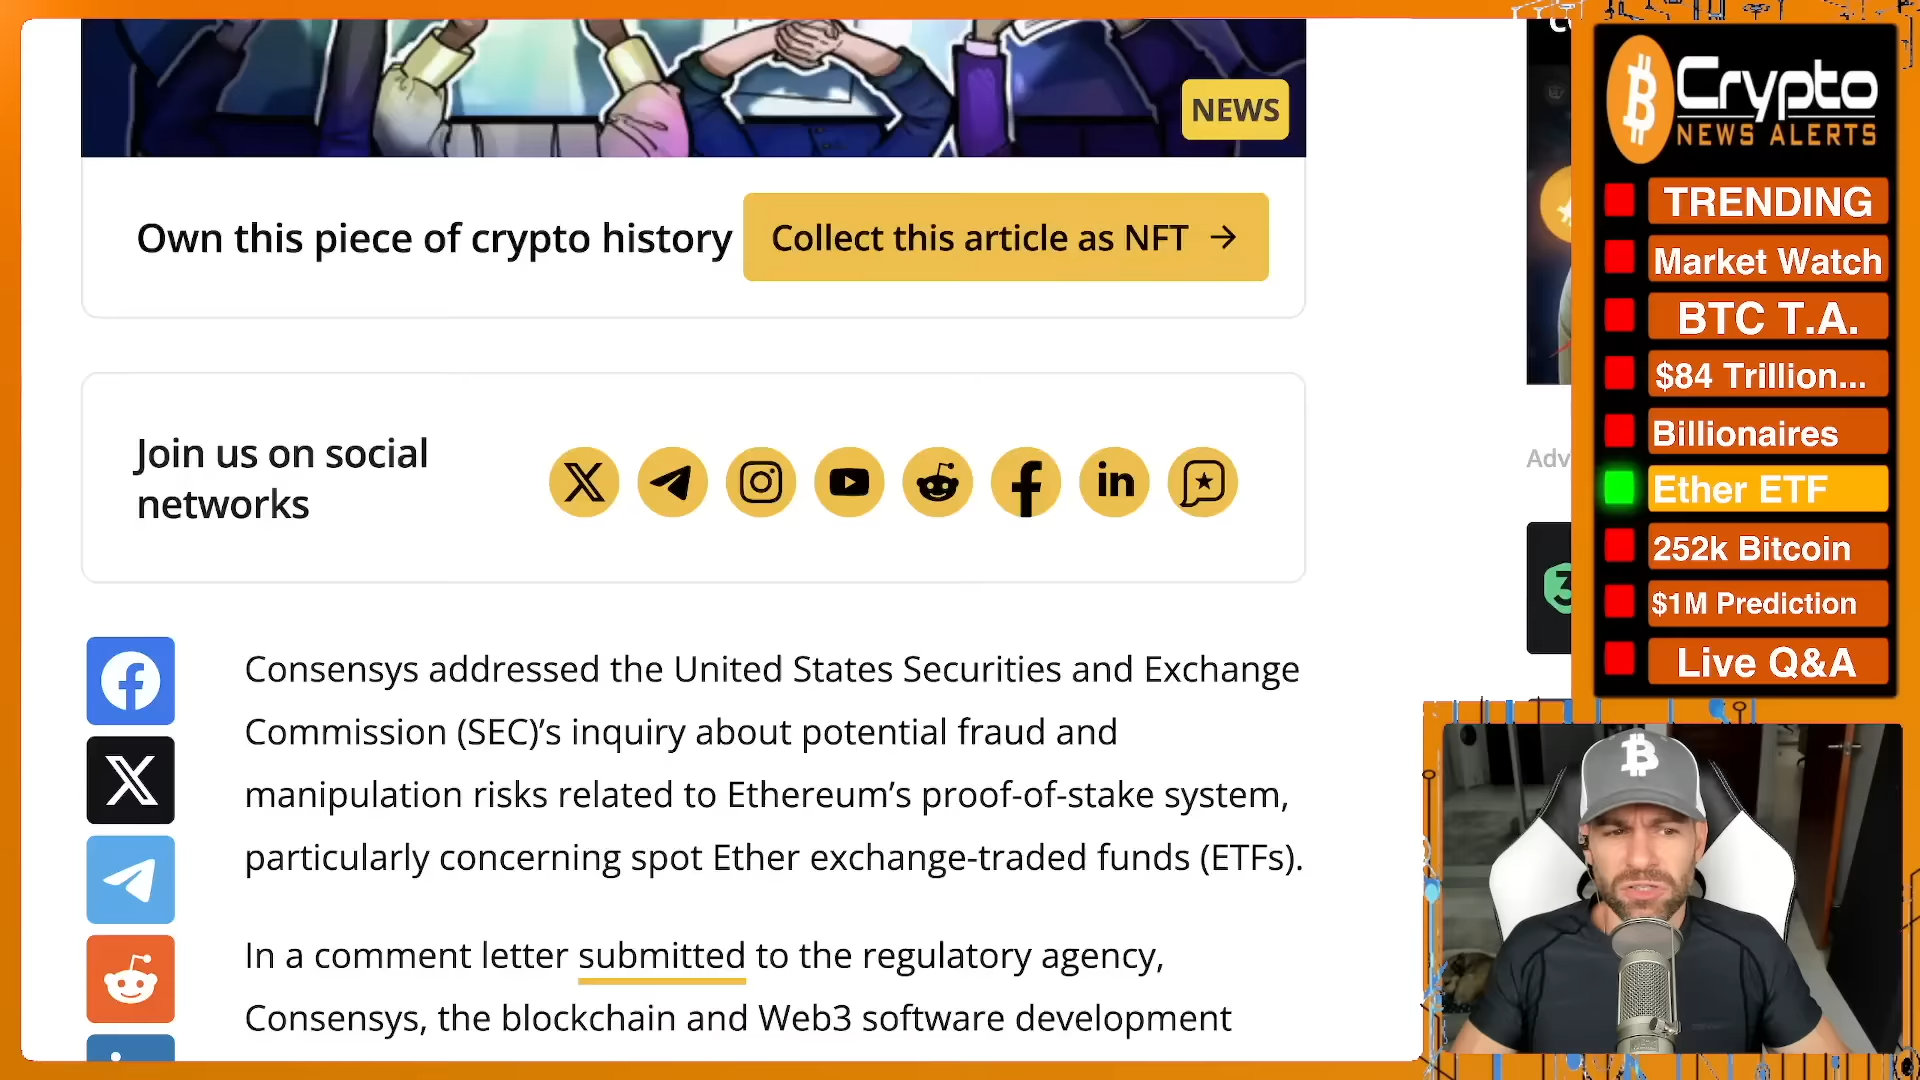 NEWS
Own this piece of crypto history
Collect this article as NFT →
Join us on social
networks
Consensys addressed the United States Securities and Exchange
Commission (SEC)’s inquiry about potential fraud and
manipulation risks related to Ethereum’s proof-of-stake system,
particularly concerning spot Ether exchange-traded funds (ETFs).
In a comment letter submitted to the regulatory agency,
Consensys, the blockchain and Web3 software development
Adv
Crypto
NEWS ALERTS
TRENDING
Market Watch
BTC T.A.
$84 Trillion...
Billionaires
Ether ETF
252k Bitcoin
$1M Prediction
Live Q&A